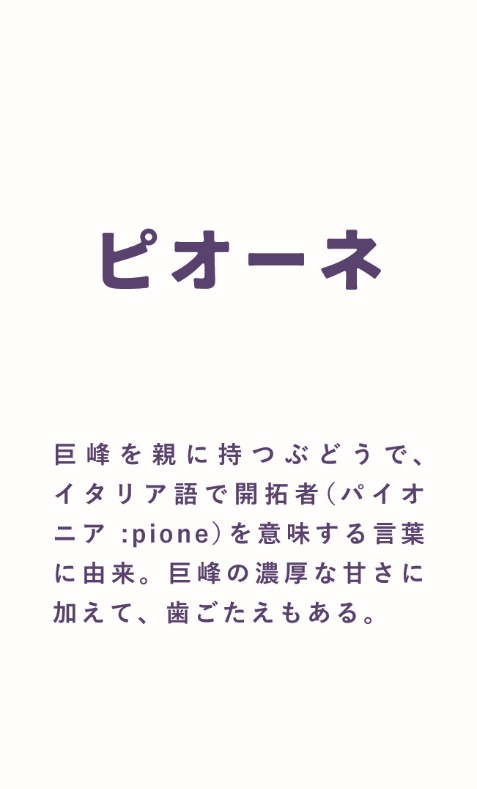 ピオーネ
巨峰を親に持つぶどうで、
イタリア語で開拓者(パイオ
ニア :pione)を意味する言葉
に由来。巨峰の濃厚な甘さに
加えて、歯ごたえもある。